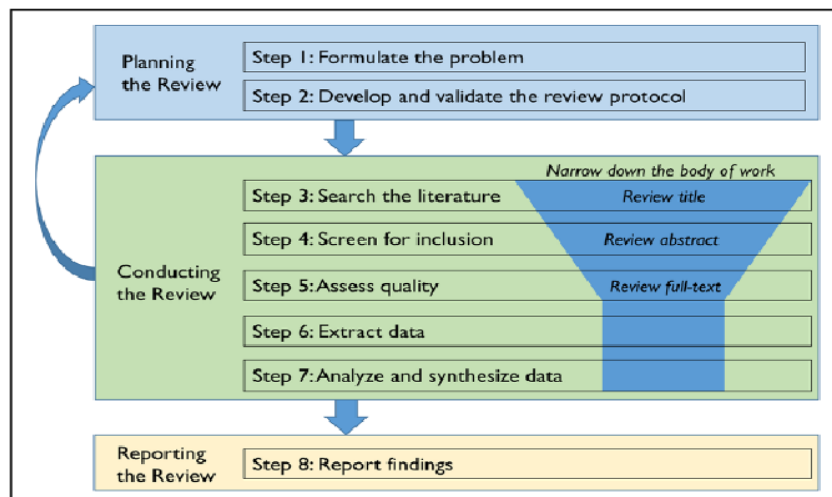 Planning
the Review
Step 1: Formulate the problem
Step 2: Develop and validate the review protocol
Narrow down the body of work
Conducting
the Review
Step 3: Search the literature
Review title
Step 4: Screen for inclusion
Review abstract
Step 5: Assess quality
Review full-text
Step 6: Extract data
Step 7: Analyze and synthesize data
Reporting
the Review
Step 8: Report findings